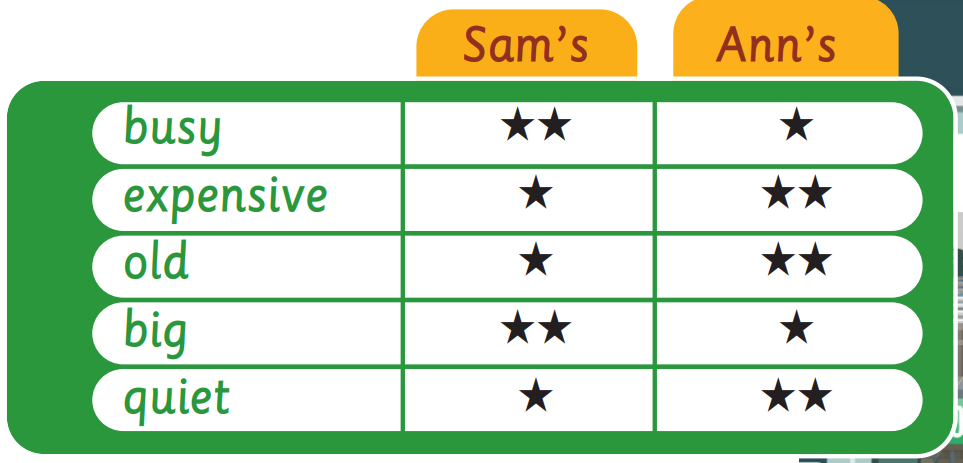 Sam's Ann's
busy ★★ ★
expensive ★ ★★
old ★ ★★
big ★★ ★
quiet ★ ★★